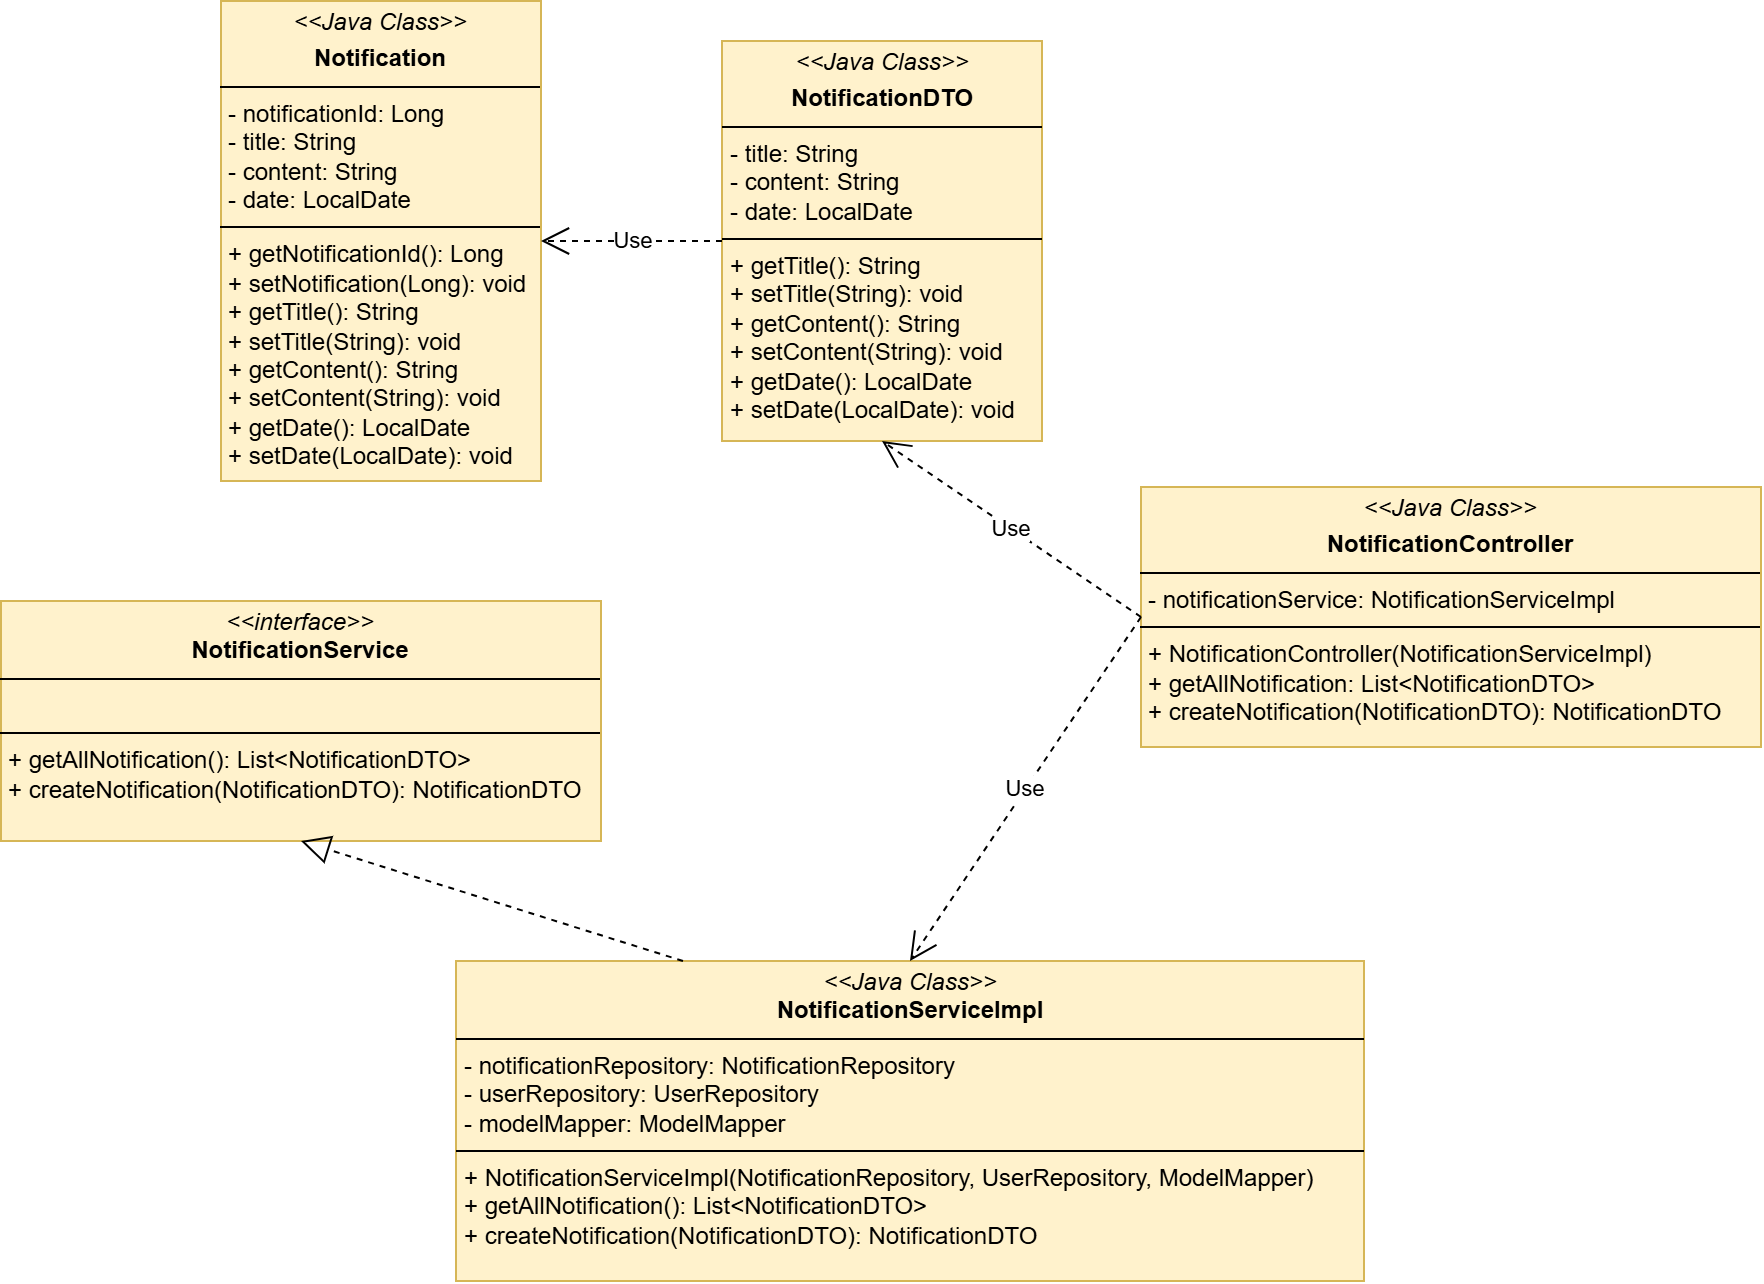 <<Java Class>>
Notification
- notificationId: Long
- title: String
- content: String
- date: LocalDate
+ getNotificationId(): Long
+ setNotification(Long): void
+ getTitle(): String
+ setTitle(String): void
+ getContent(): String
+ setContent(String): void
+ getDate(): LocalDate
+ setDate(LocalDate): void
Use
<<Java Class>>
NotificationDTO
- title: String
- content: String
- date: LocalDate
+ getTitle(): String
+ setTitle(String): void
+ getContent(): String
+ setContent(String): void
+ getDate(): LocalDate
+ setDate(LocalDate): void
Use
<<Java Class>>
NotificationController
- notificationService: NotificationServiceImpl
+ NotificationController(NotificationServiceImpl)
+ getAllNotification: List<NotificationDTO>
+ createNotification(NotificationDTO): NotificationDTO
<<interface>>
NotificationService
+ getAllNotification(): List<NotificationDTO>
+ createNotification(NotificationDTO): NotificationDTO
Use
<<Java Class>>
NotificationServiceImpl
- notificationRepository: NotificationRepository
- userRepository: UserRepository
- modelMapper: ModelMapper
+ NotificationServiceImpl(NotificationRepository, UserRepository, ModelMapper)
+ getAllNotification(): List<NotificationDTO>
+ createNotification(NotificationDTO): NotificationDTO